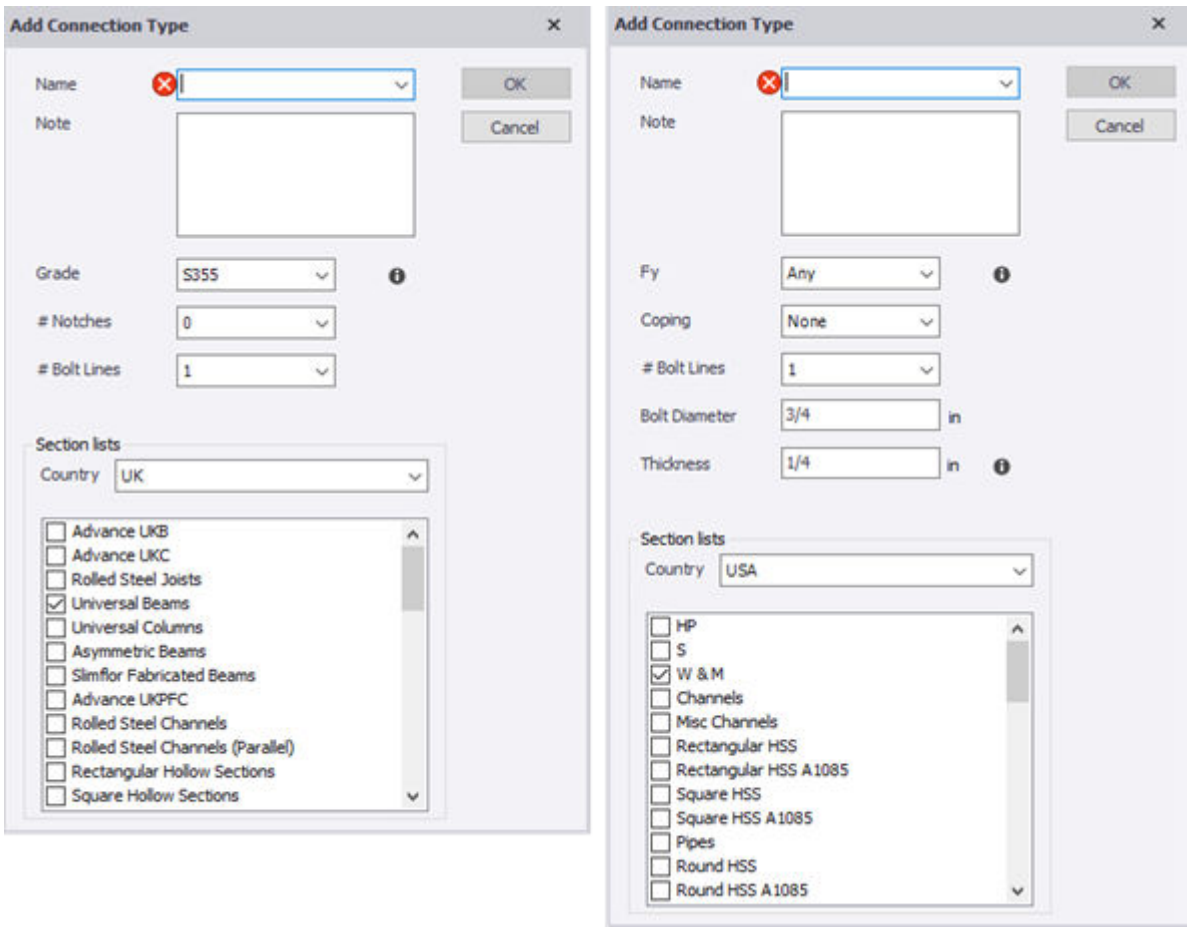 Add Connection Type
Name
OK
Note
Cancel
Grade
S355
# Notches
0
# Bolt Lines
1
Section lists
Country UK
Advance UKB
Advance UKC
Rolled Steel Joists
Universal Beams
Universal Columns
Asymmetric Beams
Slimflor Fabricated Beams
Advance UKPFC
Rolled Steel Channels
Rolled Steel Channels (Parallel)
Rectangular Hollow Sections
Square Hollow Sections
Add Connection Type
Name
OK
Note
Cancel
Fy
Any
Coping
None
# Bolt Lines
1
Bolt Diameter
3/4 in
Thickness
1/4 in
Section lists
Country USA
HP
S
W & M
Channels
Misc Channels
Rectangular HSS
Rectangular HSS A1085
Square HSS
Square HSS A1085
Pipes
Round HSS
Round HSS A1085